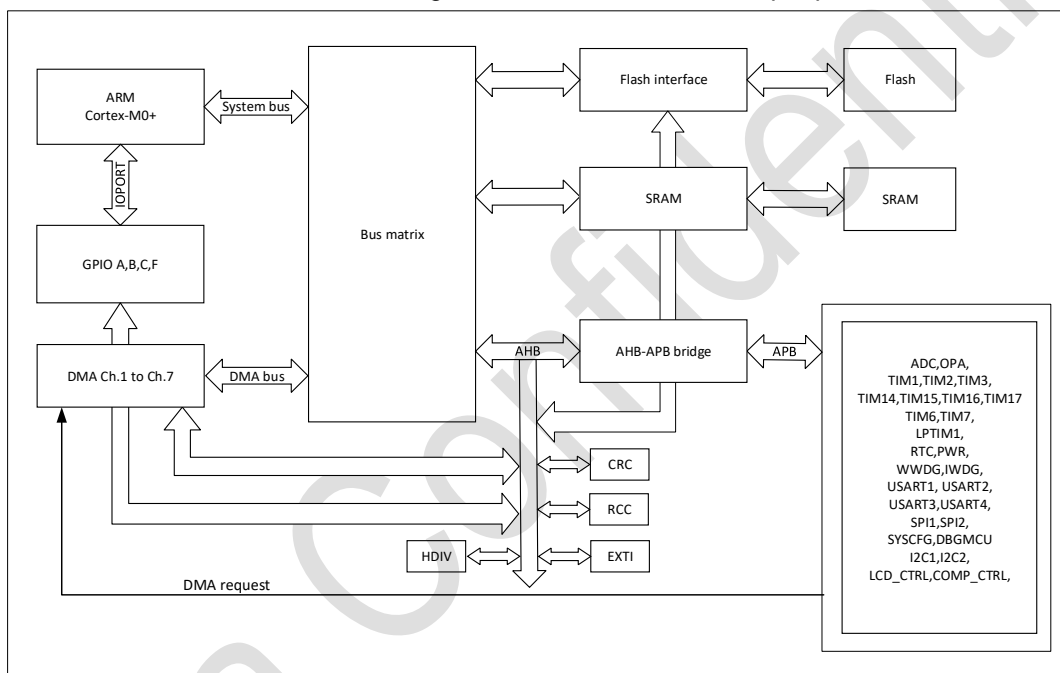 ARM
Cortex-M0+
System bus
IOPORT
GPIO A,B,C,F
DMA Ch.1 to Ch.7
DMA bus
Bus matrix
Flash interface
Flash
SRAM
SRAM
AHB
AHB-APB bridge
APB
ADC,OPA,
TIM1,TIM2,TIM3,
TIM14,TIM15,TIM16,TIM17
TIM6,TIM7,
LPTIM1,
RTC,PWR,
WWDG,IWDG,
USART1, USART2,
USART3,USART4,
SPI1,SPI2,
SYSCFG,DBGMCU
I2C1,I2C2,
LCD_CTRL,COMP_CTRL,
CRC
RCC
HDIV
EXTI
DMA request
Confidenti